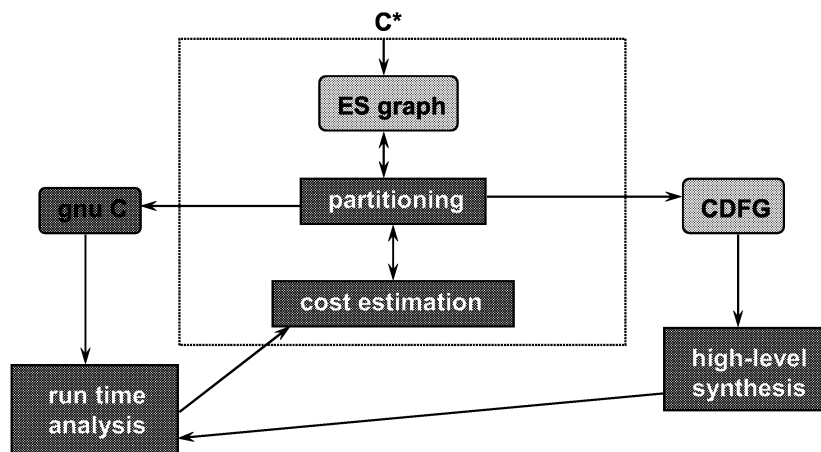 C*
ES graph
partitioning
gnu C
CDFG
cost estimation
high-level
synthesis
run time
analysis